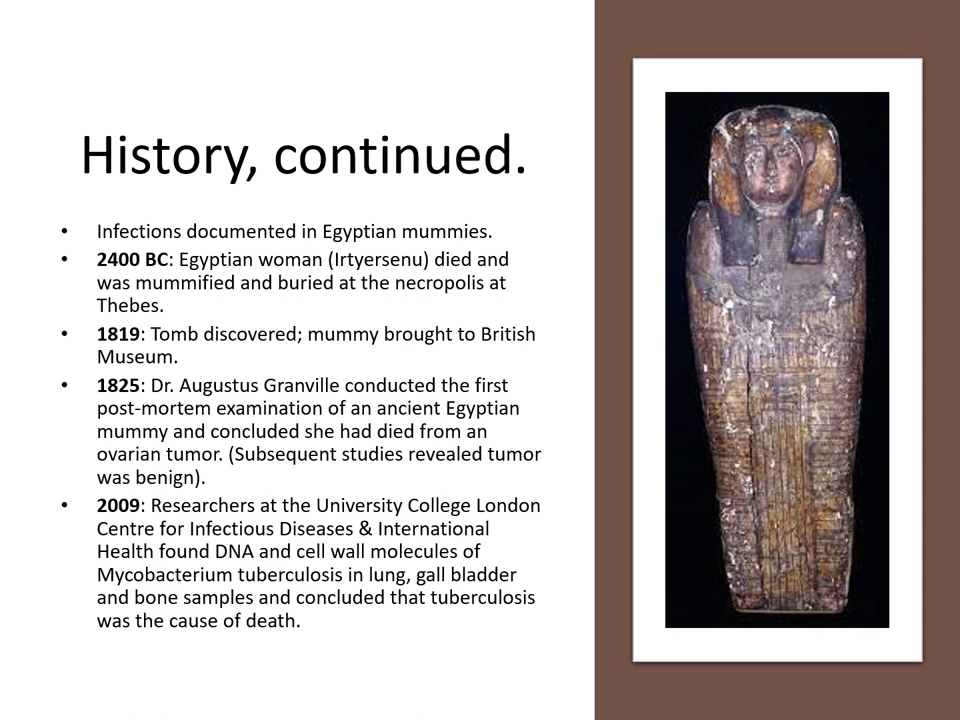 History, continued.
• Infections documented in Egyptian mummies.
• 2400 BC: Egyptian woman (Irtyersenu) died and
was mummified and buried at the necropolis at
Thebes.
• 1819: Tomb discovered; mummy brought to British
Museum.
• 1825: Dr. Augustus Granville conducted the first
post-mortem examination of an ancient Egyptian
mummy and concluded she had died from an
ovarian tumor. (Subsequent studies revealed tumor
was benign).
• 2009: Researchers at the University College London
Centre for Infectious Diseases & International
Health found DNA and cell wall molecules of
Mycobacterium tuberculosis in lung, gall bladder
and bone samples and concluded that tuberculosis
was the cause of death.